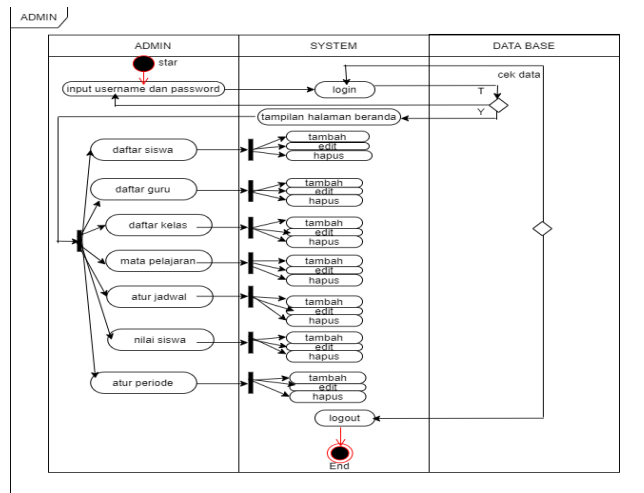 ADMIN
ADMIN
SYSTEM
DATA BASE
star
cek data
input username dan password
login
T
Y
tampilan halaman beranda
daftar siswa
tambah
edit
hapus
daftar guru
tambah
edit
hapus
daftar kelas
tambah
edit
hapus
mata pelajaran
tambah
edit
hapus
atur jadwal
tambah
edit
hapus
nilai siswa
tambah
edit
hapus
atur periode
tambah
edit
hapus
logout
End